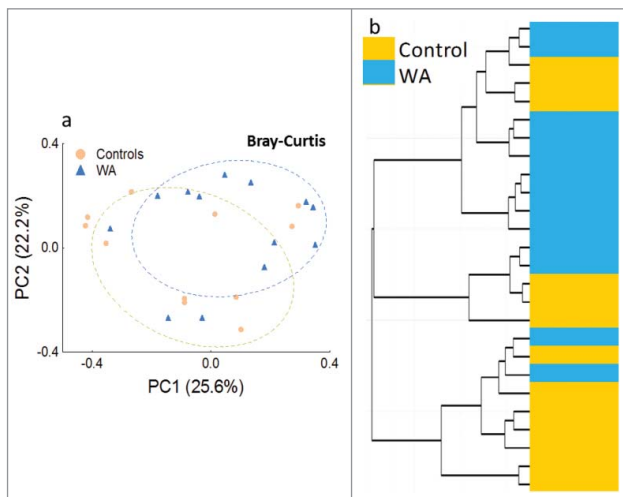 a
Bray-Curtis
Controls
WA
0.4
0.0
-0.4
PC2 (22.2%)
-0.4
0.0
0.4
PC1 (25.6%)
b
Control
WA